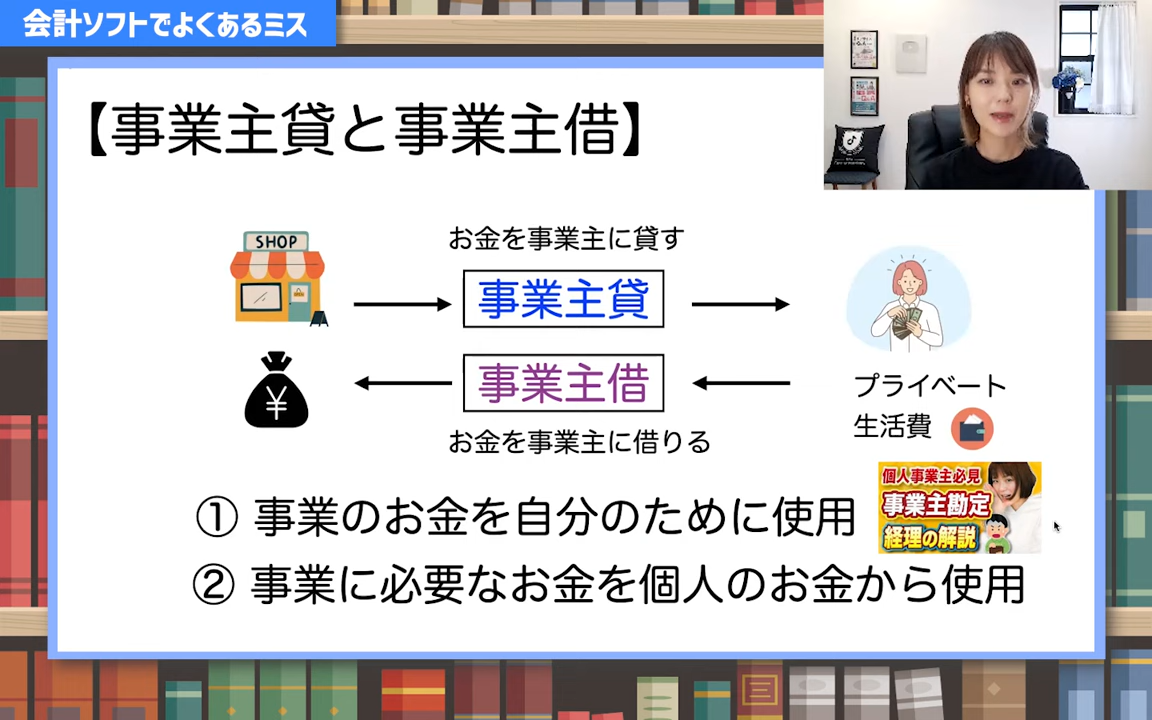 会計ソフトでよくあるミス
【事業主貸と事業主借】
SHOP
お金を事業主に貸す
事業主貸
事業主借
お金を事業主に借りる
¥
プライベート
生活費
個人事業主必見
事業主勘定
経理の解説
① 事業のお金を自分のために使用
② 事業に必要なお金を個人のお金から使用